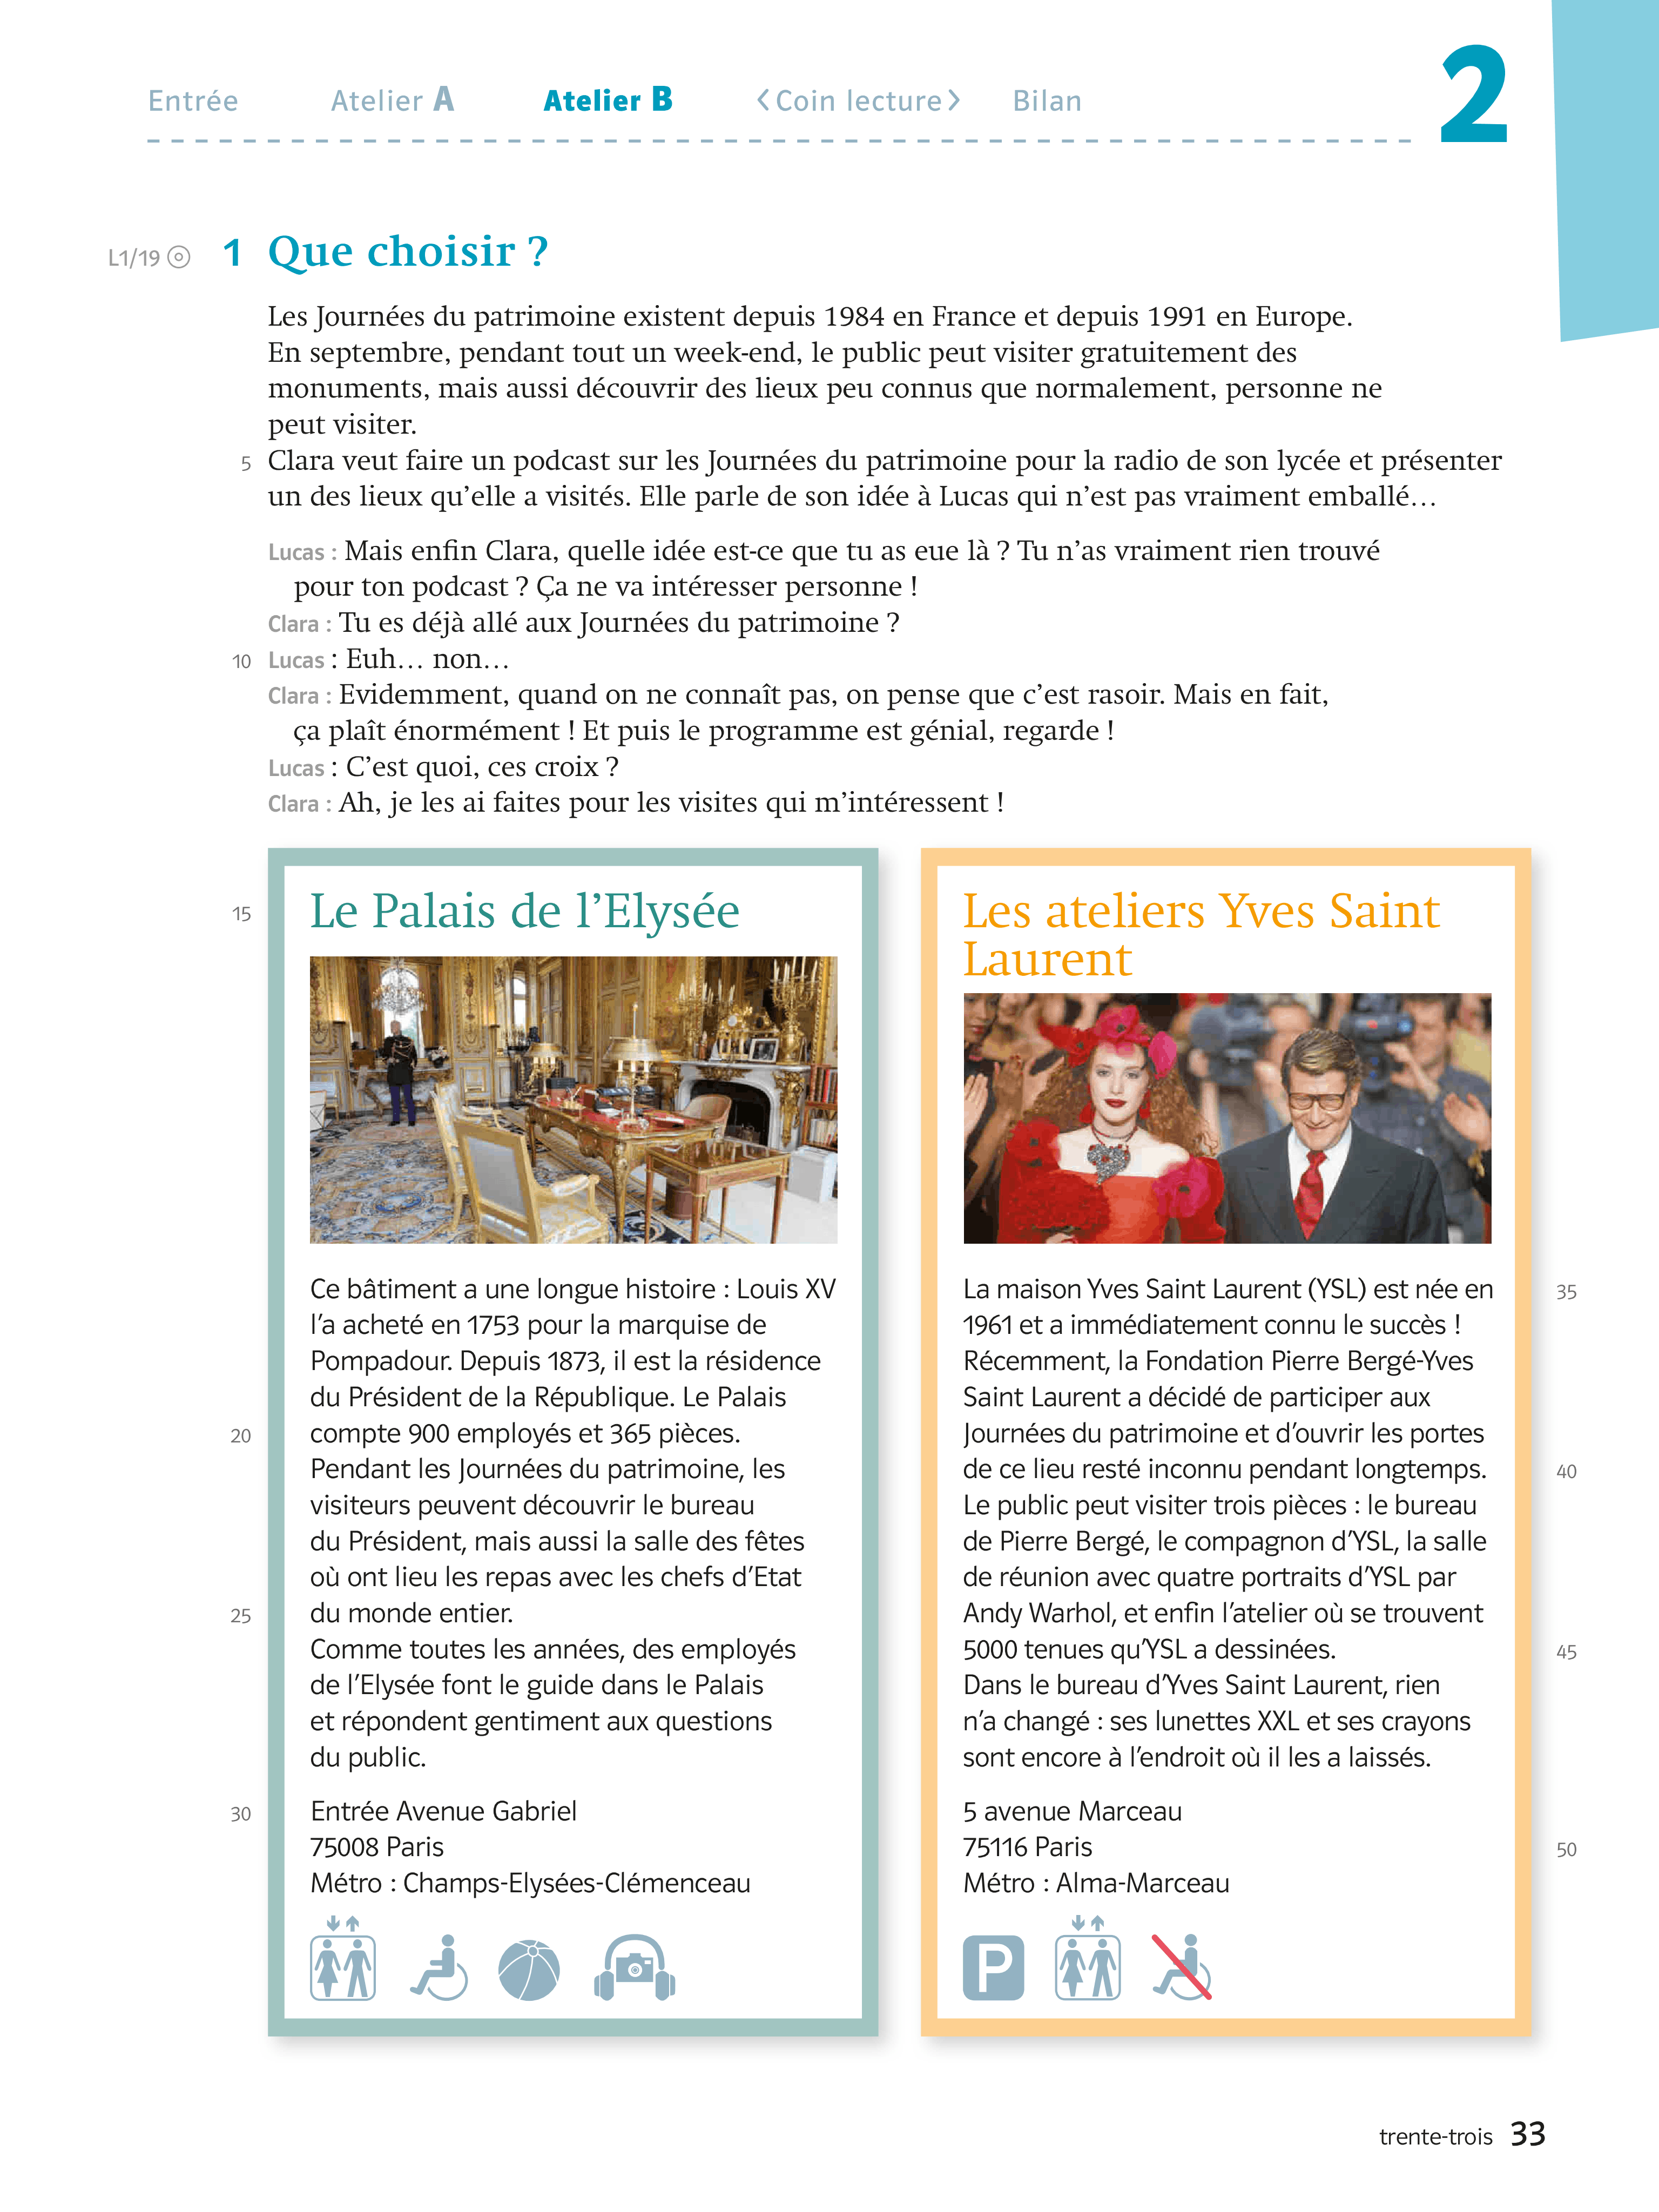 Entrée Atelier A Atelier B <Coin lecture> Bilan 2
L1/19 1 Que choisir ?
Les Journées du patrimoine existent depuis 1984 en France et depuis 1991 en Europe.
En septembre, pendant tout un week-end, le public peut visiter gratuitement des
monuments, mais aussi découvrir des lieux peu connus que normalement, personne ne
peut visiter.
5 Clara veut faire un podcast sur les Journées du patrimoine pour la radio de son lycée et présenter
un des lieux qu'elle a visités. Elle parle de son idée à Lucas qui n'est pas vraiment emballé…
Lucas : Mais enfin Clara, quelle idée est-ce que tu as eue là ? Tu n'as vraiment rien trouvé
pour ton podcast ? Ça ne va intéresser personne !
Clara : Tu es déjà allé aux Journées du patrimoine ?
10 Lucas : Euh… non…
Clara : Evidemment, quand on ne connaît pas, on pense que c'est rasoir. Mais en fait,
ça plaît énormément ! Et puis le programme est génial, regarde !
Lucas : C'est quoi, ces croix ?
Clara : Ah, je les ai faites pour les visites qui m'intéressent !
15 Le Palais de l'Elysée
Ce bâtiment a une longue histoire : Louis XV
l'a acheté en 1753 pour la marquise de
Pompadour. Depuis 1873, il est la résidence
du Président de la République. Le Palais
20 compte 900 employés et 365 pièces.
Pendant les Journées du patrimoine, les
visiteurs peuvent découvrir le bureau
du Président, mais aussi la salle des fêtes
où ont lieu les repas avec les chefs d'Etat
25 du monde entier.
Comme toutes les années, des employés
de l'Elysée font le guide dans le Palais
et répondent gentiment aux questions
du public.
30 Entrée Avenue Gabriel
75008 Paris
Métro : Champs-Elysées-Clémenceau
Les ateliers Yves Saint
Laurent
La maison Yves Saint Laurent (YSL) est née en 35
1961 et a immédiatement connu le succès !
Récemment, la Fondation Pierre Bergé-Yves
Saint Laurent a décidé de participer aux
Journées du patrimoine et d'ouvrir les portes
de ce lieu resté inconnu pendant longtemps. 40
Le public peut visiter trois pièces : le bureau
de Pierre Bergé, le compagnon d'YSL, la salle
de réunion avec quatre portraits d'YSL par
Andy Warhol, et enfin l'atelier où se trouvent
5000 tenues qu'YSL a dessinées. 45
Dans le bureau d'Yves Saint Laurent, rien
n'a changé : ses lunettes XXL et ses crayons
sont encore à l'endroit où il les a laissés.
5 avenue Marceau
75116 Paris 50
Métro : Alma-Marceau
P
trente-trois 33